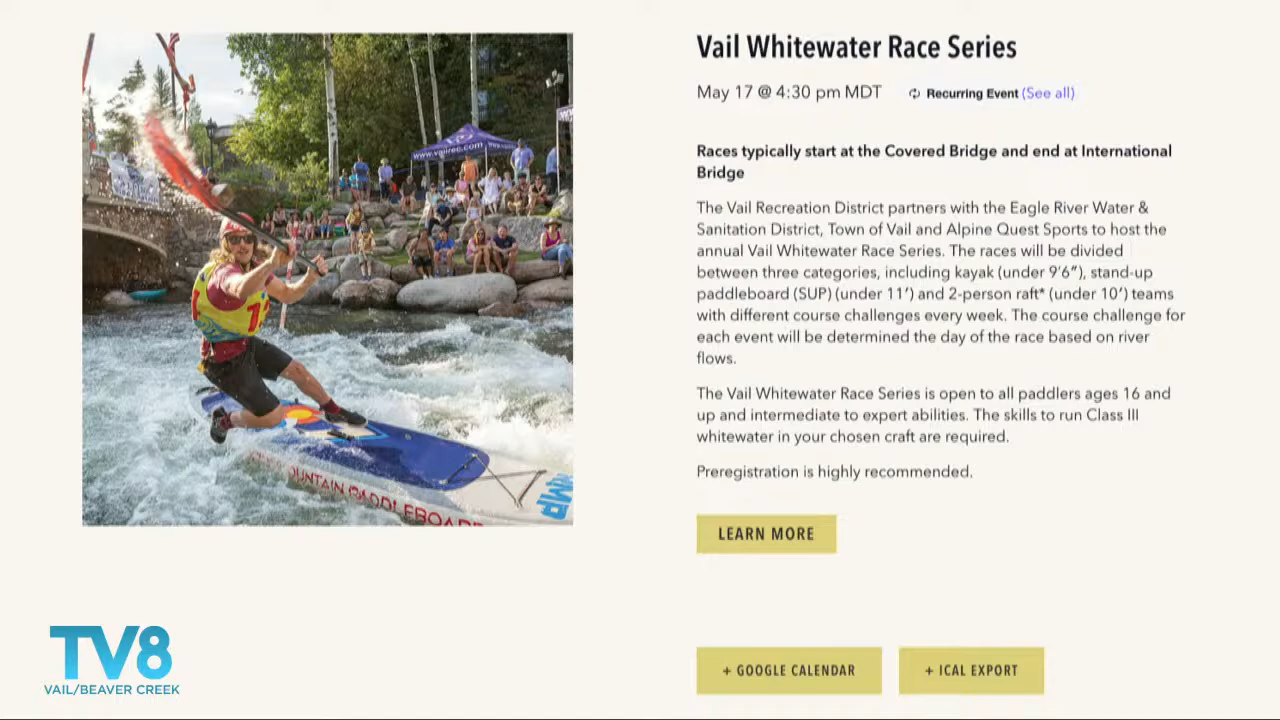 Vail Whitewater Race Series
May 17 @ 4:30 pm MDT Recurring Event (See all)
Races typically start at the Covered Bridge and end at International
Bridge
The Vail Recreation District partners with the Eagle River Water &
Sanitation District, Town of Vail and Alpine Quest Sports to host the
annual Vail Whitewater Race Series. The races will be divided
between three categories, including kayak (under 9′6″), stand-up
paddleboard (SUP) (under 11′) and 2-person raft* (under 10′) teams
with different course challenges every week. The course challenge for
each event will be determined the day of the race based on river
flows.
The Vail Whitewater Race Series is open to all paddlers ages 16 and
up and intermediate to expert abilities. The skills to run Class III
whitewater in your chosen craft are required.
Preregistration is highly recommended.
LEARN MORE
+ GOOGLE CALENDAR + ICAL EXPORT
www.vailrec.com
1
MOUNTAIN PADDLEBOARD
TV8
VAIL/BEAVER CREEK